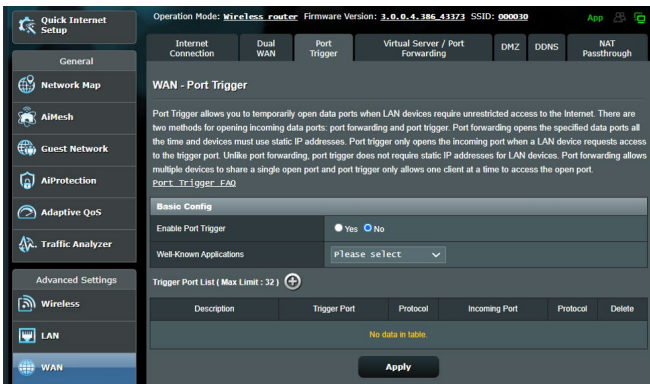 Quick Internet
Setup
General
Network Map
AiMesh
Guest Network
AiProtection
Adaptive QoS
Traffic Analyzer
Advanced Settings
Wireless
LAN
WAN
Operation Mode: Wireless router Firmware Version: 3.0.0.4.386_43373 SSID: 000030
App
Internet
Connection
Dual
WAN
Port
Trigger
Virtual Server / Port
Forwarding
DMZ
DDNS
NAT
Passthrough
WAN - Port Trigger
Port Trigger allows you to temporarily open data ports when LAN devices require unrestricted access to the Internet. There are
two methods for opening incoming data ports: port forwarding and port trigger. Port forwarding opens the specified data ports all
the time and devices must use static IP addresses. Port trigger only opens the incoming port when a LAN device requests access
to the trigger port. Unlike port forwarding, port trigger does not require static IP addresses for LAN devices. Port forwarding allows
multiple devices to share a single open port and port trigger only allows one client at a time to access the open port.
Port Trigger FAQ
Basic Config
Enable Port Trigger Yes No
Well-Known Applications Please select
Trigger Port List ( Max Limit : 32 )
Description Trigger Port Protocol Incoming Port Protocol Delete
No data in table.
Apply